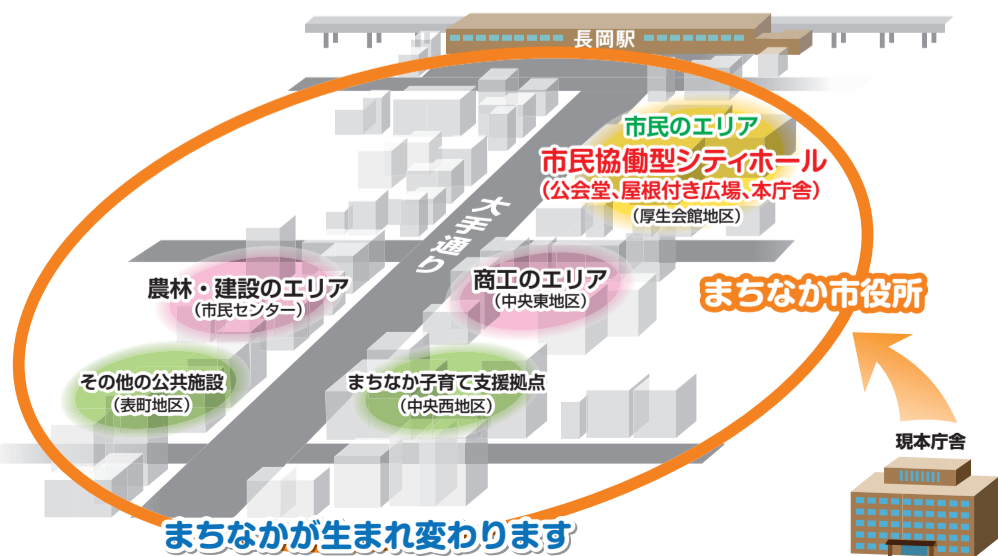 長岡駅
市民のエリア
市民協働型シティホール
（公会堂、屋根付き広場、本庁舎）
（厚生会館地区）
大手通り
農林・建設のエリア
（市民センター）
商工のエリア
（中央東地区）
まちなか市役所
その他の公共施設
（表町地区）
まちなか子育て支援拠点
（中央西地区）
現本庁舎
まちなかが生まれ変わります